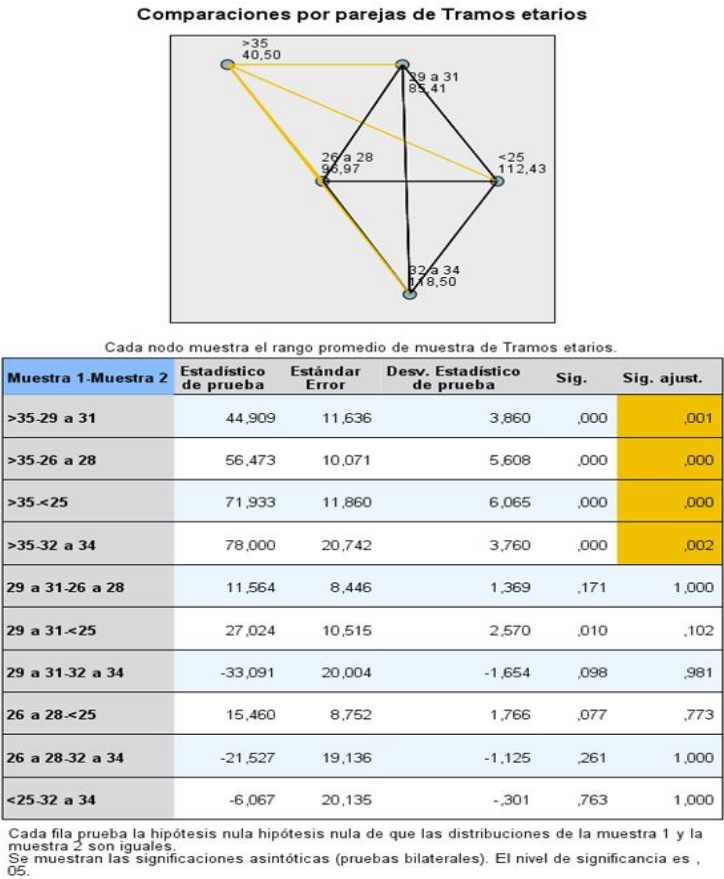 Comparaciones por parejas de Tramos etarios
>35
40,50
29 a 31
85,41
26 a 28
96,97
<25
112,43
32 a 34
118,50
Cada nodo muestra el rango promedio de muestra de Tramos etarios.
Muestra 1-Muestra 2 Estadístico de prueba Estándar Error Desv. Estadístico de prueba Sig. Sig. ajust.
>35-29 a 31 44,909 11,636 3,860 ,000 ,001
>35-26 a 28 56,473 10,071 5,608 ,000 ,000
>35-<25 71,933 11,860 6,065 ,000 ,000
>35-32 a 34 78,000 20,742 3,760 ,000 ,002
29 a 31-26 a 28 11,564 8,446 1,369 ,171 1,000
29 a 31-<25 27,024 10,515 2,570 ,010 ,102
29 a 31-32 a 34 -33,091 20,004 -1,654 ,098 ,981
26 a 28-<25 15,460 8,752 1,766 ,077 ,773
26 a 28-32 a 34 -21,527 19,136 -1,125 ,261 1,000
<25-32 a 34 -6,067 20,135 -,301 ,763 1,000
Cada fila prueba la hipótesis nula hipótesis nula de que las distribuciones de la muestra 1 y la
muestra 2 son iguales.
Se muestran las significaciones asintóticas (pruebas bilaterales). El nivel de significancia es ,
05.